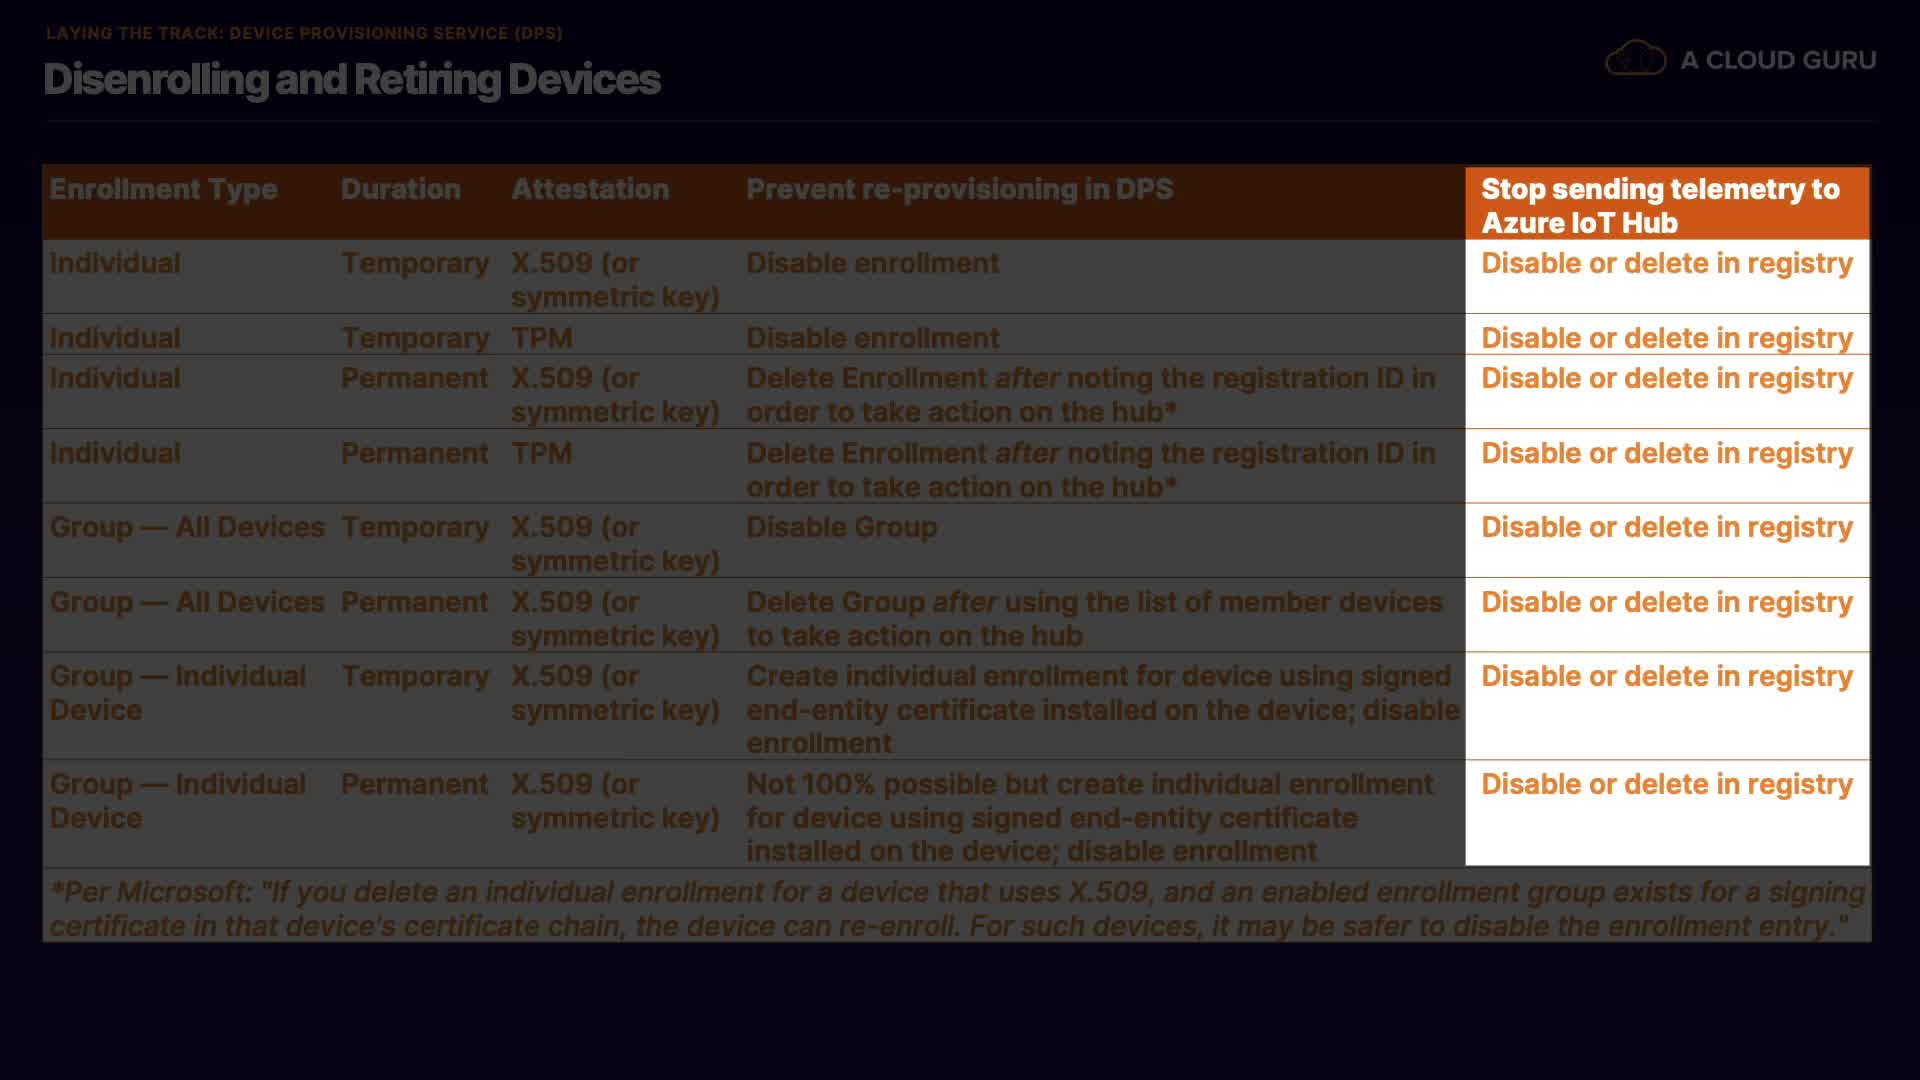 LAYING THE TRACK: DEVICE PROVISIONING SERVICE (DPS)
Disenrolling and Retiring Devices
A CLOUD GURU
Enrollment Type Duration Attestation Prevent re-provisioning in DPS Stop sending telemetry to
Azure IoT Hub
Individual Temporary X.509 (or Disable enrollment Disable or delete in registry
symmetric key)
Individual Temporary TPM Disable enrollment Disable or delete in registry
Individual Permanent X.509 (or Delete Enrollment after noting the registration ID in Disable or delete in registry
symmetric key) order to take action on the hub*
Individual Permanent TPM Delete Enrollment after noting the registration ID in Disable or delete in registry
order to take action on the hub*
Group — All Devices Temporary X.509 (or Disable Group Disable or delete in registry
symmetric key)
Group — All Devices Permanent X.509 (or Delete Group after using the list of member devices Disable or delete in registry
symmetric key) to take action on the hub
Group — Individual Temporary X.509 (or Create individual enrollment for device using signed Disable or delete in registry
Device symmetric key) end-entity certificate installed on the device; disable
enrollment
Group — Individual Permanent X.509 (or Not 100% possible but create individual enrollment Disable or delete in registry
Device symmetric key) for device using signed end-entity certificate
installed on the device; disable enrollment
*Per Microsoft: "If you delete an individual enrollment for a device that uses X.509, and an enabled enrollment group exists for a signing
certificate in that device's certificate chain, the device can re-enroll. For such devices, it may be safer to disable the enrollment entry."